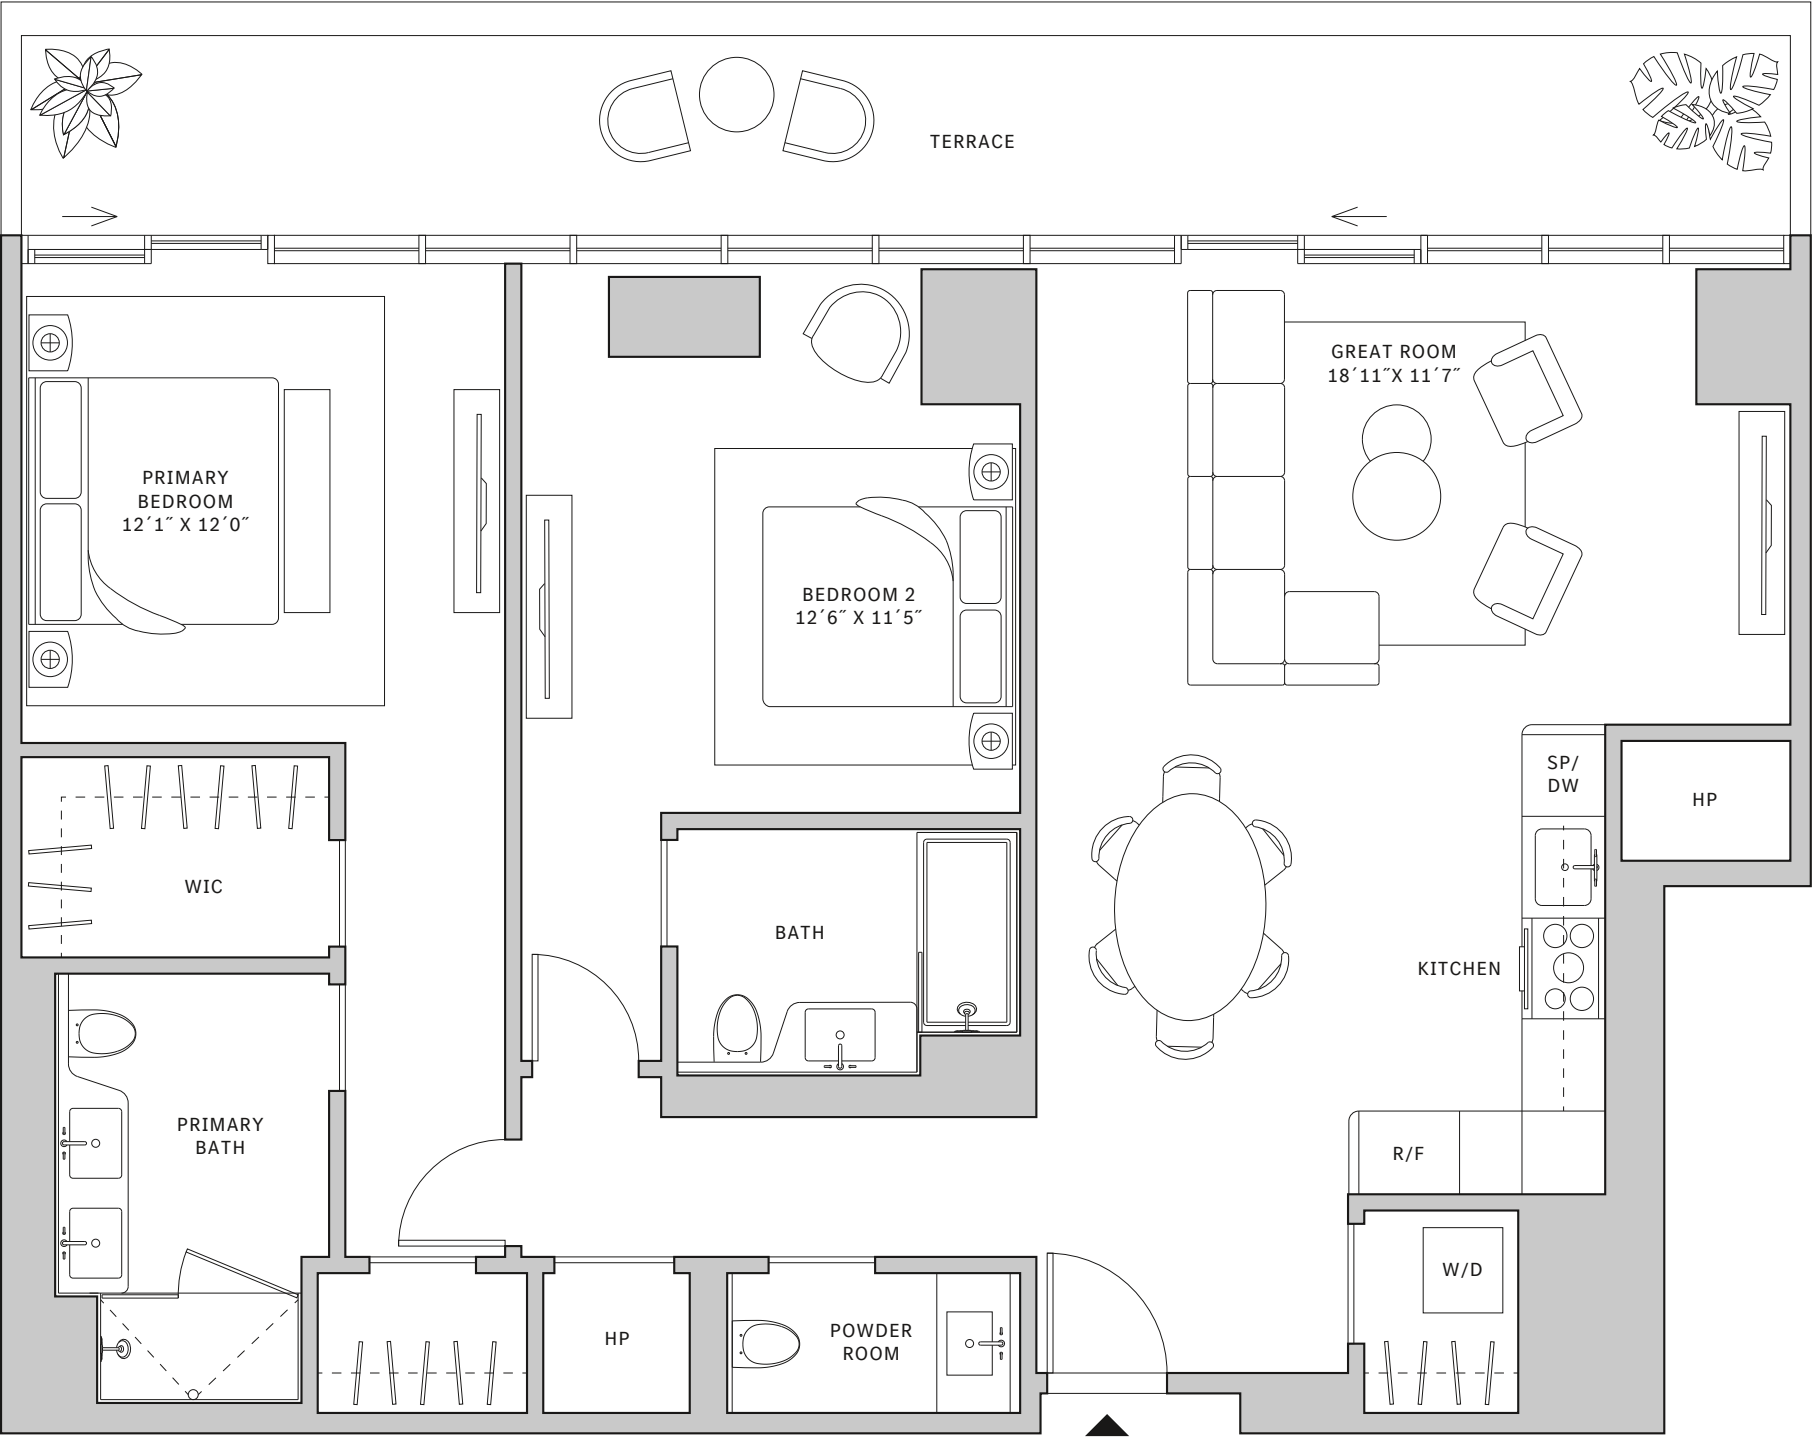 TERRACE
GREAT ROOM
18´11˝X 11´7˝
PRIMARY
BEDROOM
12´1˝ X 12´0˝
BEDROOM 2
12´6˝ X 11´5˝
SP/
DW
HP
WIC
BATH
KITCHEN
PRIMARY
BATH
R/F
W/D
HP
POWDER
ROOM